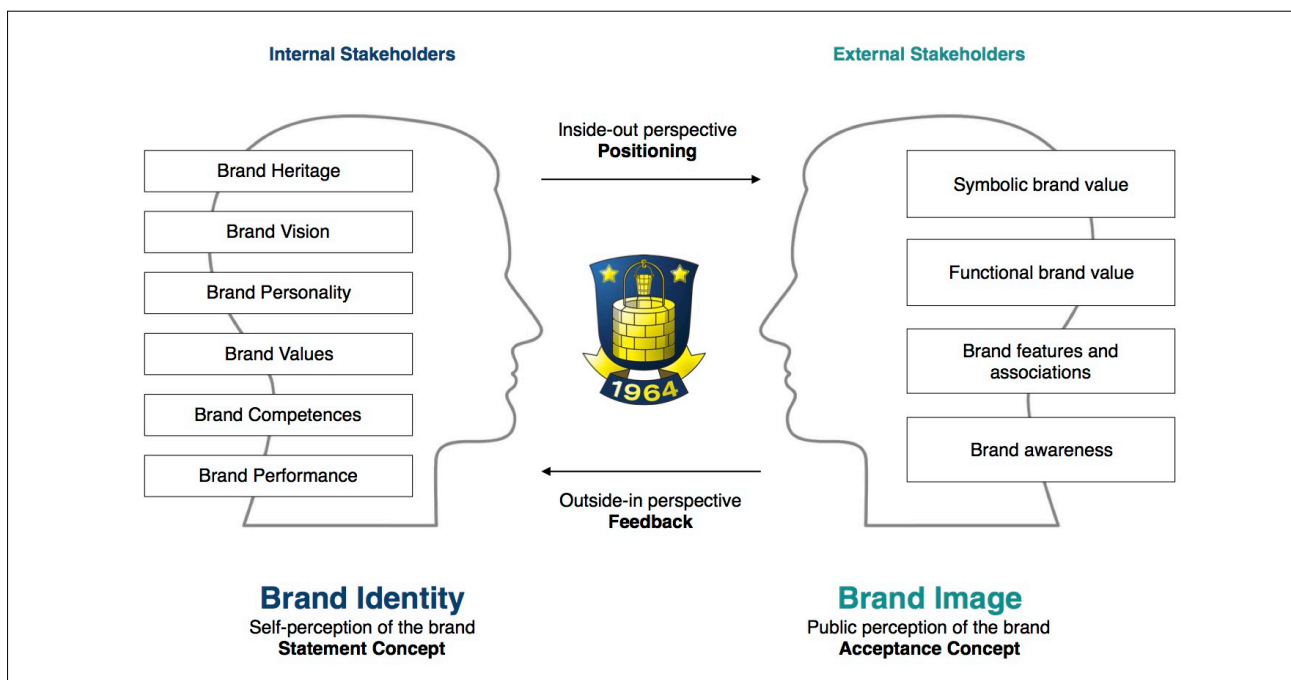 Internal Stakeholders
External Stakeholders
Inside-out perspective
Positioning
Brand Heritage
Brand Vision
Brand Personality
Brand Values
Brand Competences
Brand Performance
1964
Symbolic brand value
Functional brand value
Brand features and
associations
Brand awareness
Outside-in perspective
Feedback
Brand Identity
Self-perception of the brand
Statement Concept
Brand Image
Public perception of the brand
Acceptance Concept